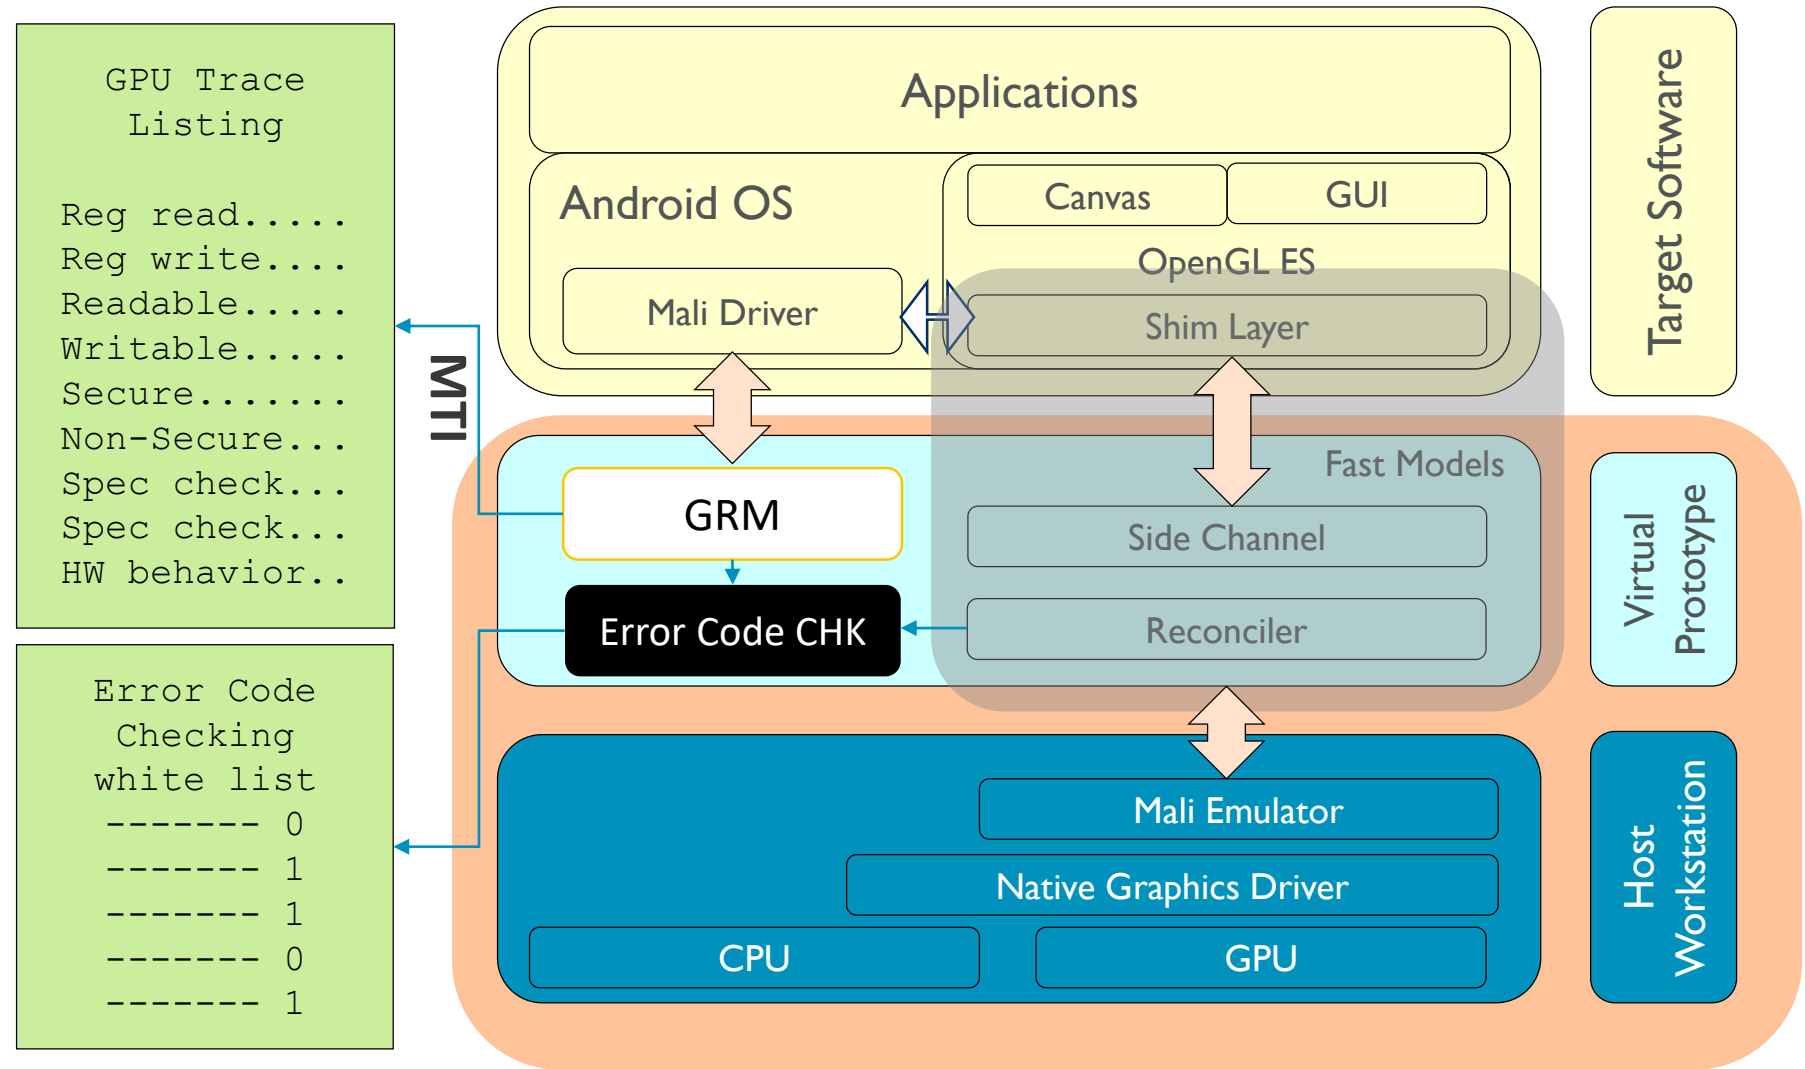 GPU Trace
Listing
Reg read.....
Reg write....
Readable.....
Writable.....
Secure.......
Non-Secure...
Spec check...
Spec check...
HW behavior..
Error Code
Checking
white list
------- 0
------- 1
------- 1
------- 0
------- 1
MTI
Applications
Android OS
Canvas
GUI
OpenGL ES
Mali Driver
Shim Layer
Target Software
Fast Models
GRM
Side Channel
Error Code CHK
Reconciler
Virtual
Prototype
Mali Emulator
Native Graphics Driver
CPU
GPU
Host
Workstation